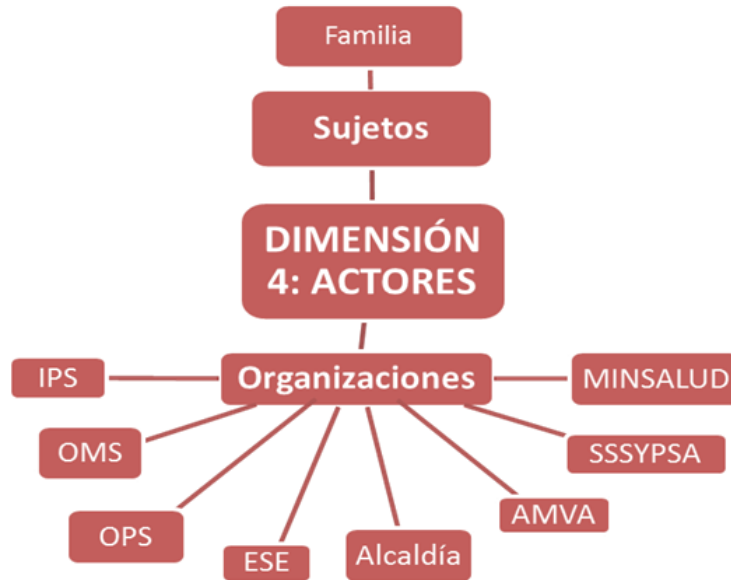 Familia
Sujetos
DIMENSIÓN
4: ACTORES
Organizaciones
IPS
MINSALUD
OMS
SSSYPSA
OPS
AMVA
ESE
Alcaldía